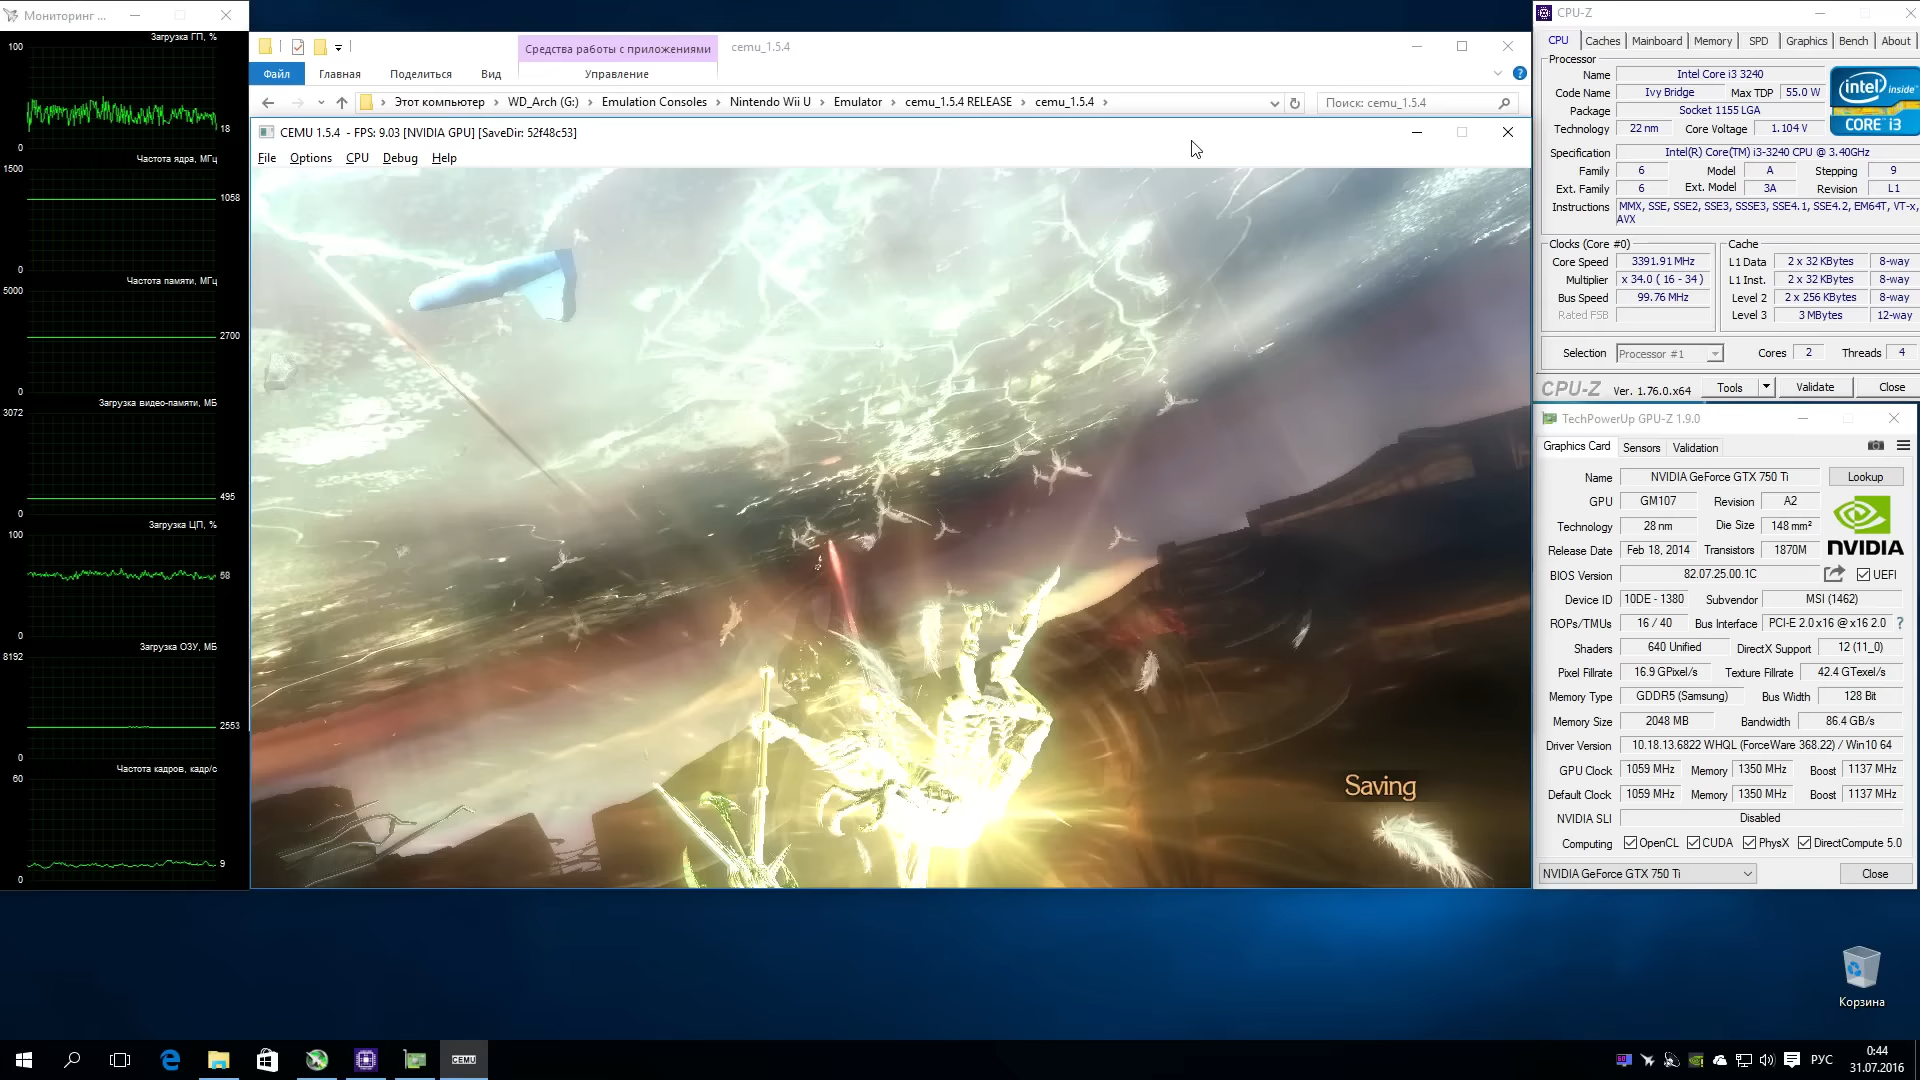 Мониторинг ...
Загрузка ГП, %
100
18
0
Частота ядра, МГц
1500
1058
0
Частота памяти, МГц
5000
2700
0
Загрузка видео-памяти, МБ
3072
495
0
Загрузка ЦП, %
100
58
0
Загрузка ОЗУ, МБ
8192
2553
0
Частота кадров, кадр/с
60
9
0
Средства работы с приложениями cemu_1.5.4
Файл Главная Поделиться Вид Управление
Этот компьютер WD_Arch (G:) Emulation Consoles Nintendo Wii U Emulator cemu_1.5.4 RELEASE cemu_1.5.4
Поиск: cemu_1.5.4
CEMU 1.5.4 - FPS: 9.03 [NVIDIA GPU] [SaveDir: 52f48c53]
File Options CPU Debug Help
Saving
CPU-Z
CPU Caches Mainboard Memory SPD Graphics Bench About
Processor
Name Intel Core i3 3240
Code Name Ivy Bridge Max TDP 55.0 W
Package Socket 1155 LGA
Technology 22 nm Core Voltage 1.104 V
intel inside
CORE i3
Specification Intel(R) Core(TM) i3-3240 CPU @ 3.40GHz
Family 6 Model A Stepping 9
Ext. Family 6 Ext. Model 3A Revision L1
Instructions MMX, SSE, SSE2, SSE3, SSSE3, SSE4.1, SSE4.2, EM64T, VT-x,
AVX
Clocks (Core #0) Cache
Core Speed 3391.91 MHz L1 Data 2 x 32 KBytes 8-way
Multiplier x 34.0 ( 16 - 34 ) L1 Inst. 2 x 32 KBytes 8-way
Bus Speed 99.76 MHz Level 2 2 x 256 KBytes 8-way
Rated FSB Level 3 3 MBytes 12-way
Selection Processor #1 Cores 2 Threads 4
CPU-Z Ver. 1.76.0.x64 Tools Validate Close
TechPowerUp GPU-Z 1.9.0
Graphics Card Sensors Validation
Name NVIDIA GeForce GTX 750 Ti Lookup
GPU GM107 Revision A2
Technology 28 nm Die Size 148 mm²
Release Date Feb 18, 2014 Transistors 1870M
NVIDIA
BIOS Version 82.07.25.00.1C UEFI
Device ID 10DE - 1380 Subvendor MSI (1462)
ROPs/TMUs 16 / 40 Bus Interface PCI-E 2.0 x16 @ x16 2.0 ?
Shaders 640 Unified DirectX Support 12 (11_0)
Pixel Fillrate 16.9 GPixel/s Texture Fillrate 42.4 GTexel/s
Memory Type GDDR5 (Samsung) Bus Width 128 Bit
Memory Size 2048 MB Bandwidth 86.4 GB/s
Driver Version 10.18.13.6822 WHQL (ForceWare 368.22) / Win10 64
GPU Clock 1059 MHz Memory 1350 MHz Boost 1137 MHz
Default Clock 1059 MHz Memory 1350 MHz Boost 1137 MHz
NVIDIA SLI Disabled
Computing OpenCL CUDA PhysX DirectCompute 5.0
NVIDIA GeForce GTX 750 Ti Close
Корзина
CEMU
РУС
0:44
31.07.2016